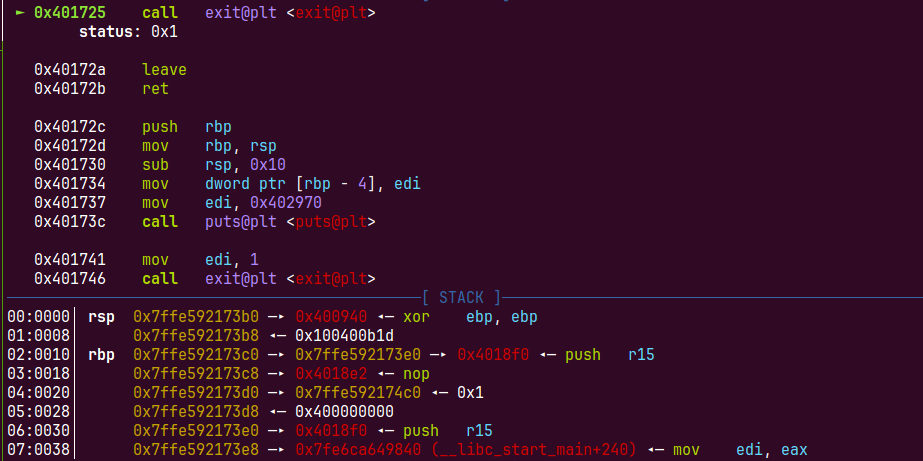 ► 0x401725    call   exit@plt <exit@plt>
status: 0x1
0x40172a    leave
0x40172b    ret
0x40172c    push   rbp
0x40172d    mov    rbp, rsp
0x401730    sub    rsp, 0x10
0x401734    mov    dword ptr [rbp - 4], edi
0x401737    mov    edi, 0x402970
0x40173c    call   puts@plt <puts@plt>
0x401741    mov    edi, 1
0x401746    call   exit@plt <exit@plt>
[ STACK ]
00:0000│ rsp  0x7ffe592173b0 —▸ 0x400940 ◂— xor    ebp, ebp
01:0008│      0x7ffe592173b8 ◂— 0x100400b1d
02:0010│ rbp  0x7ffe592173c0 —▸ 0x7ffe592173e0 —▸ 0x4018f0 ◂— push   r15
03:0018│      0x7ffe592173c8 —▸ 0x4018e2 ◂— nop
04:0020│      0x7ffe592173d0 —▸ 0x7ffe592174c0 ◂— 0x1
05:0028│      0x7ffe592173d8 ◂— 0x400000000
06:0030│      0x7ffe592173e0 —▸ 0x4018f0 ◂— push   r15
07:0038│      0x7ffe592173e8 —▸ 0x7fe6ca649840 (__libc_start_main+240) ◂— mov    edi, eax